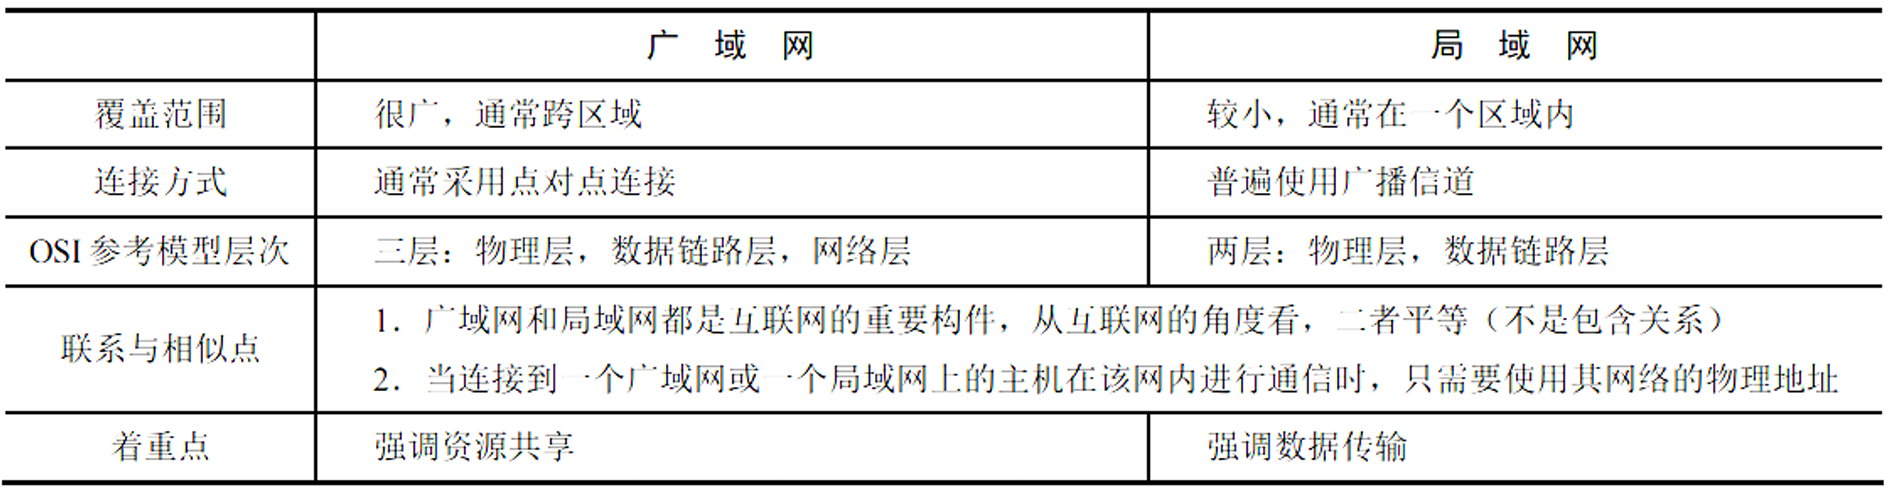 广 域 网 局 域 网
覆盖范围 很广，通常跨区域 较小，通常在一个区域内
连接方式 通常采用点对点连接 普遍使用广播信道
OSI 参考模型层次 三层：物理层，数据链路层，网络层 两层：物理层，数据链路层
联系与相似点
1．广域网和局域网都是互联网的重要构件，从互联网的角度看，二者平等（不是包含关系）
2．当连接到一个广域网或一个局域网上的主机在该网内进行通信时，只需要使用其网络的物理地址
着重点 强调资源共享 强调数据传输